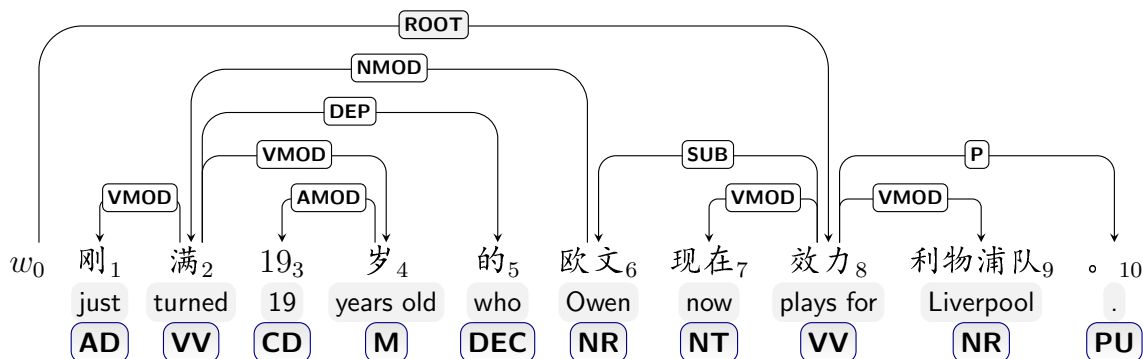 ROOT
NMOD
DEP
VMOD SUB P
VMOD AMOD VMOD VMOD
w0 刚1 满2 193 岁4 的5 欧文6 现在7 效力8 利物浦队9 。10
just turned 19 years old who Owen now plays for Liverpool .
AD VV CD M DEC NR NT VV NR PU